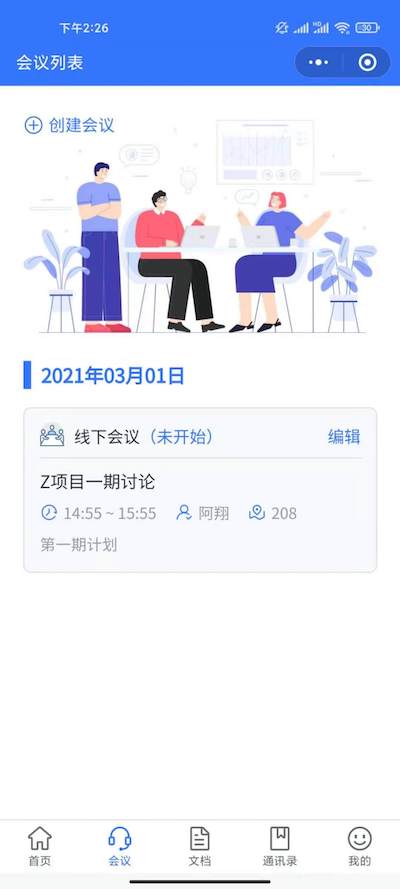 下午2:26
HD
90
会议列表
创建会议
2021年03月01日
线下会议（未开始） 编辑
Z项目一期讨论
14:55 ~ 15:55 阿翔 208
第一期计划
首页 会议 文档 通讯录 我的